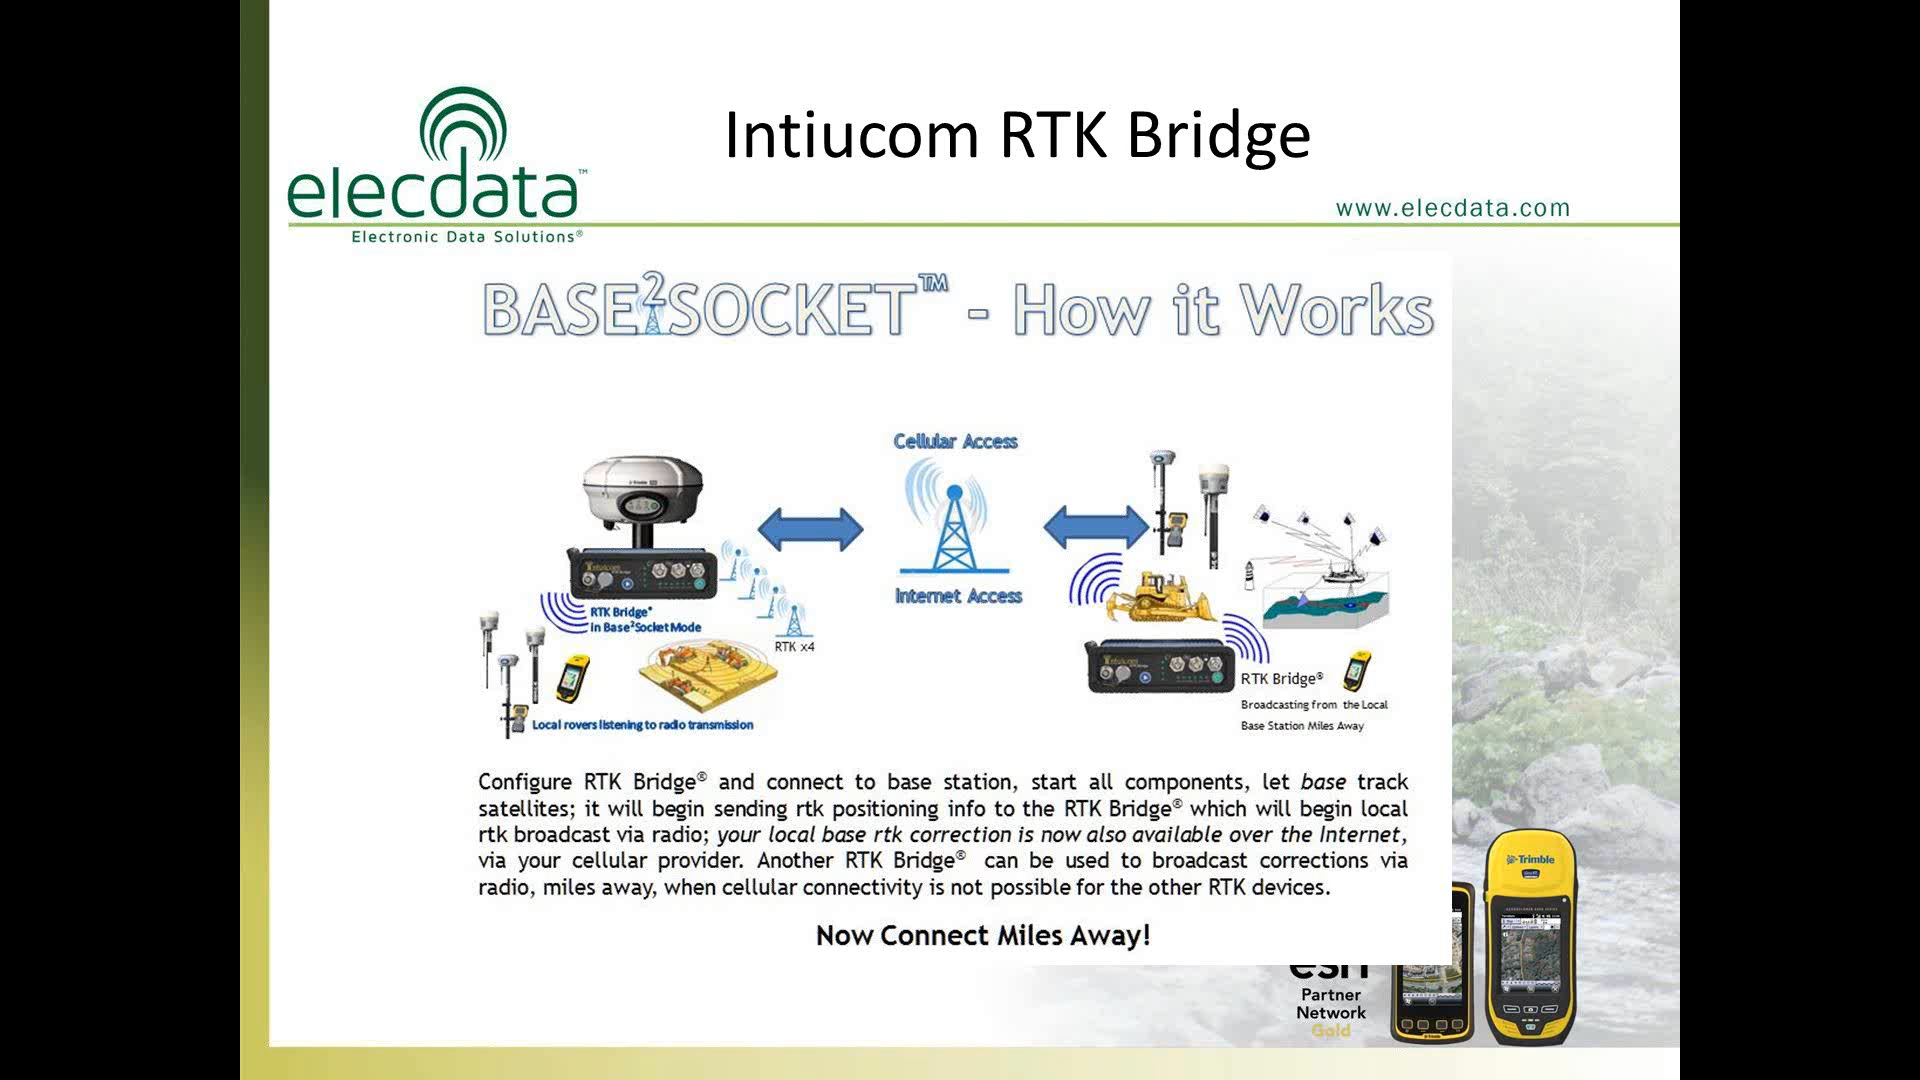 Intiucom RTK Bridge
elecdata™
Electronic Data Solutions®
www.elecdata.com
BASE2SOCKET™ - How it Works
Cellular Access
Internet Access
RTK Bridge®
in Base2Socket Mode
RTK x4
Local rovers listening to radio transmission
Intuicom
RTK Bridge®
Broadcasting from the Local
Base Station Miles Away
Configure RTK Bridge® and connect to base station, start all components, let base track
satellites; it will begin sending rtk positioning info to the RTK Bridge® which will begin local
rtk broadcast via radio; your local base rtk correction is now also available over the Internet,
via your cellular provider. Another RTK Bridge® can be used to broadcast corrections via
radio, miles away, when cellular connectivity is not possible for the other RTK devices.
Now Connect Miles Away!
esri
Partner
Network
Gold
Trimble